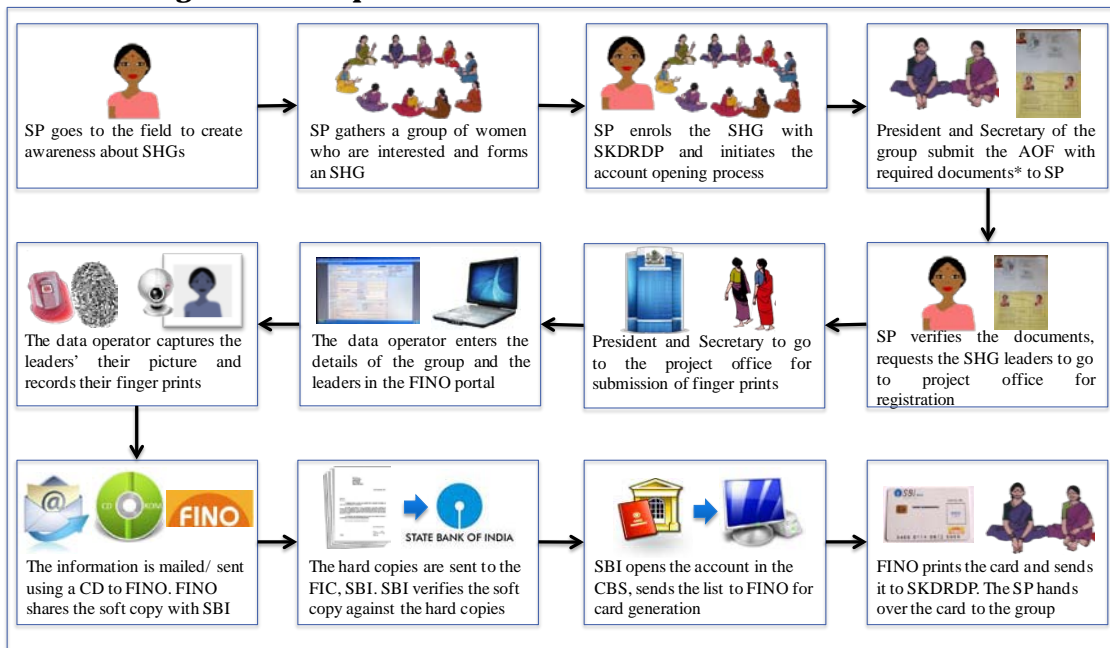 SP goes to the field to create
awareness about SHGs
SP gathers a group of women
who are interested and forms
an SHG
SP enrols the SHG with
SKDRDP and initiates the
account opening process
President and Secretary of the
group submit the AOF with
required documents* to SP
The data operator captures the
leaders' their picture and
records their finger prints
The data operator enters the
details of the group and the
leaders in the FINO portal
President and Secretary to go
to the project office for
submission of finger prints
SP verifies the documents,
requests the SHG leaders to go
to project office for
registration
@
CD ROM
FINO
The information is mailed/ sent
using a CD to FINO. FINO
shares the soft copy with SBI
STATE BANK OF INDIA
The hard copies are sent to the
FIC, SBI. SBI verifies the soft
copy against the hard copies
SBI opens the account in the
CBS, sends the list to FINO for
card generation
SBI
FINO prints the card and sends
it to SKDRDP. The SP hands
over the card to the group